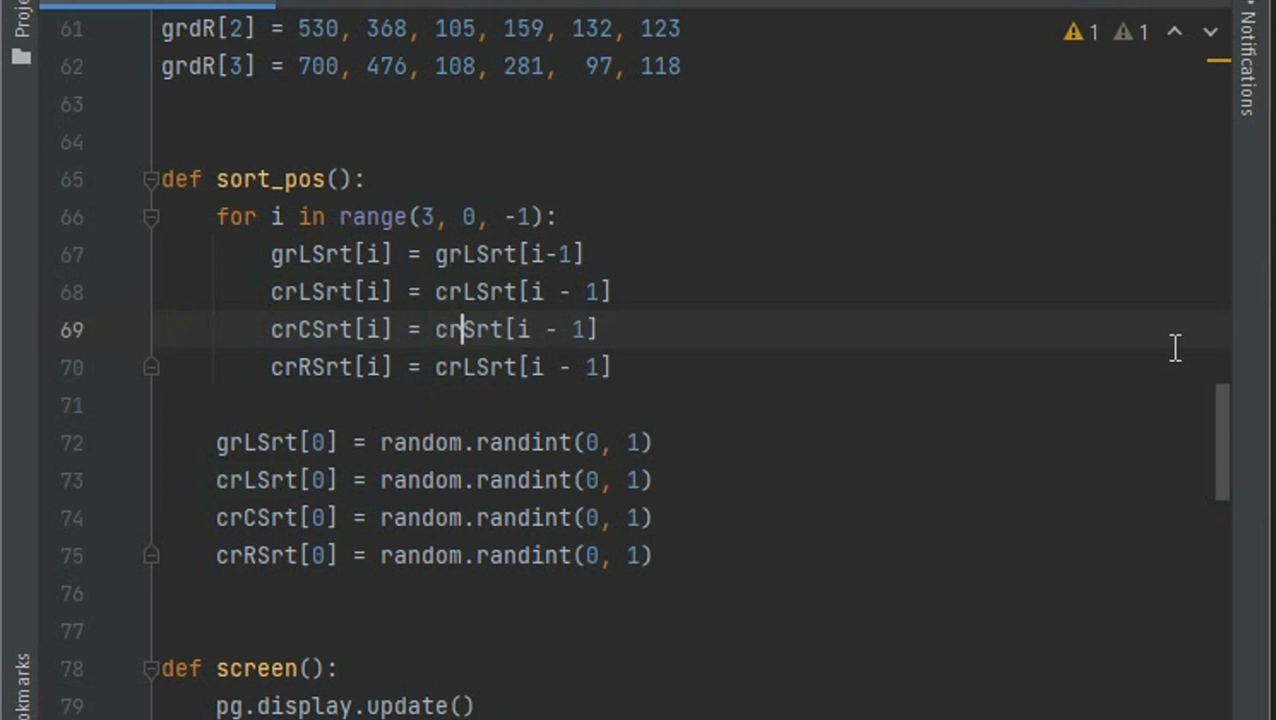 Proje
61 grdR[2] = 530, 368, 105, 159, 132, 123
1 1
Notifications
62 grdR[3] = 700, 476, 108, 281,  97, 118
63
64
65 def sort_pos():
66 for i in range(3, 0, -1):
67 grLSrt[i] = grLSrt[i-1]
68 crLSrt[i] = crLSrt[i - 1]
69 crCSrt[i] = crSrt[i - 1]
70 crRSrt[i] = crLSrt[i - 1]
71
72 grLSrt[0] = random.randint(0, 1)
73 crLSrt[0] = random.randint(0, 1)
74 crCSrt[0] = random.randint(0, 1)
75 crRSrt[0] = random.randint(0, 1)
76
77
78 def screen():
79 pg.display.update()
okmarks